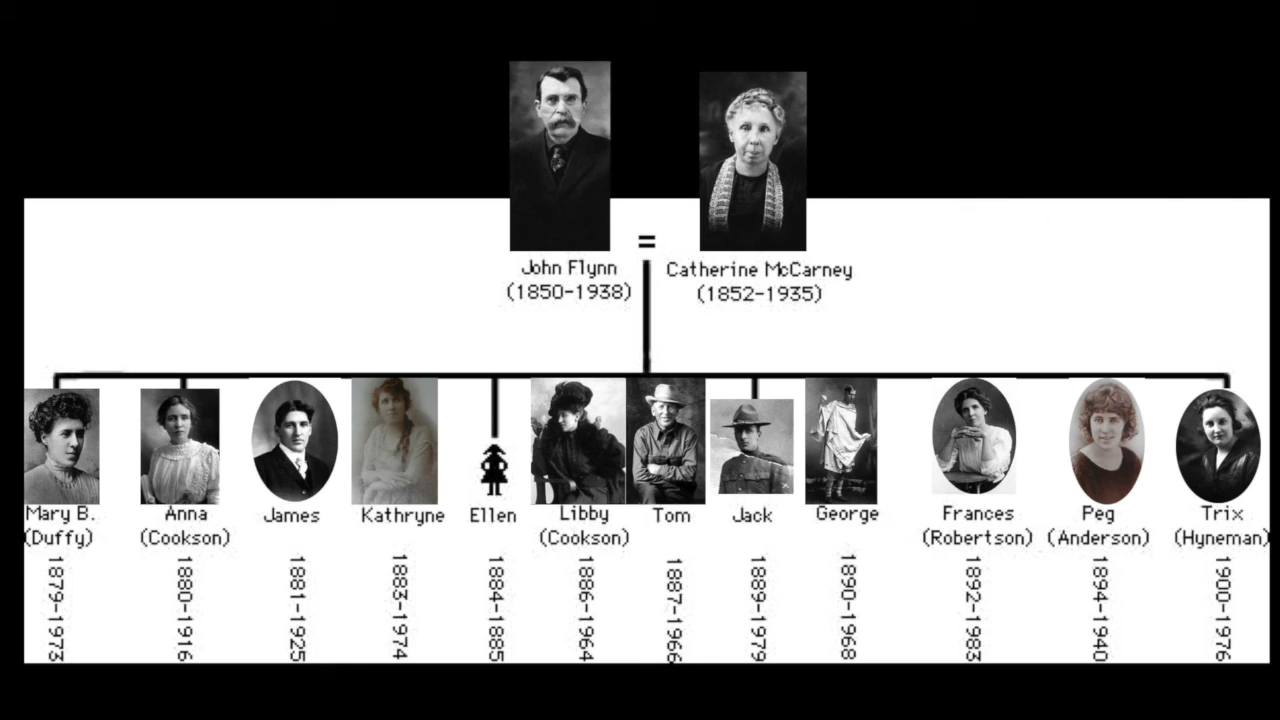 =
John Flynn
(1850-1938)
Catherine McCarney
(1852-1935)
Mary B.
(Duffy)
1879-1973
Anna
(Cookson)
1880-1916
James
1881-1925
Kathryne
1883-1974
Ellen
1884-1885
Libby
(Cookson)
1886-1964
Tom
1887-1966
Jack
1889-1979
George
1890-1968
Frances
(Robertson)
1892-1983
Peg
(Anderson)
1894-1940
Trix
(Hyneman)
1900-1976